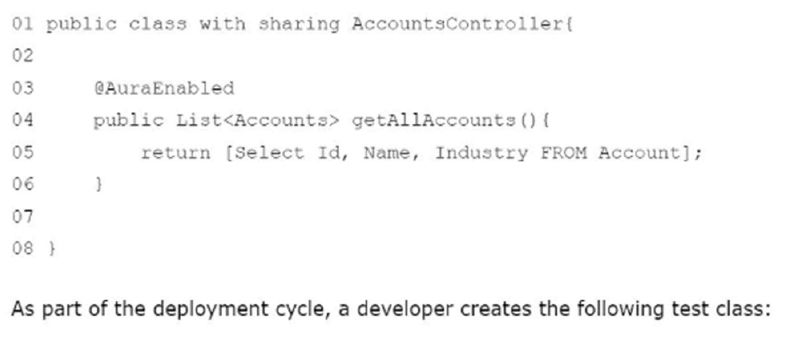 01 public class with sharing AccountsController{
02
03 @AuraEnabled
04 public List<Accounts> getAllAccounts(){
05 return [Select Id, Name, Industry FROM Account];
06 }
07
08 }
As part of the deployment cycle, a developer creates the following test class: